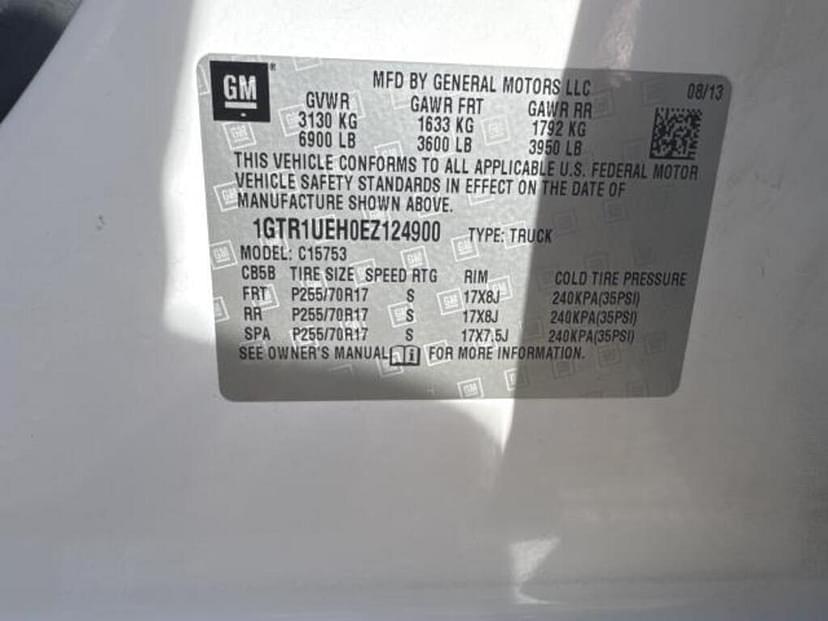 GM ®
MFD BY GENERAL MOTORS LLC 08/13
GVWR GAWR FRT GAWR RR
3130 KG 1633 KG 1792 KG
6900 LB 3600 LB 3950 LB
THIS VEHICLE CONFORMS TO ALL APPLICABLE U.S. FEDERAL MOTOR
VEHICLE SAFETY STANDARDS IN EFFECT ON THE DATE OF
MANUFACTURE SHOWN ABOVE.
1GTR1UEH0EZ124900 TYPE: TRUCK
MODEL: C15753
CB5B TIRE SIZE SPEED RTG RIM COLD TIRE PRESSURE
FRT P255/70R17 S 17X8J 240KPA(35PSI)
RR P255/70R17 S 17X8J 240KPA(35PSI)
SPA P255/70R17 S 17X7.5J 240KPA(35PSI)
SEE OWNER'S MANUAL i FOR MORE INFORMATION.